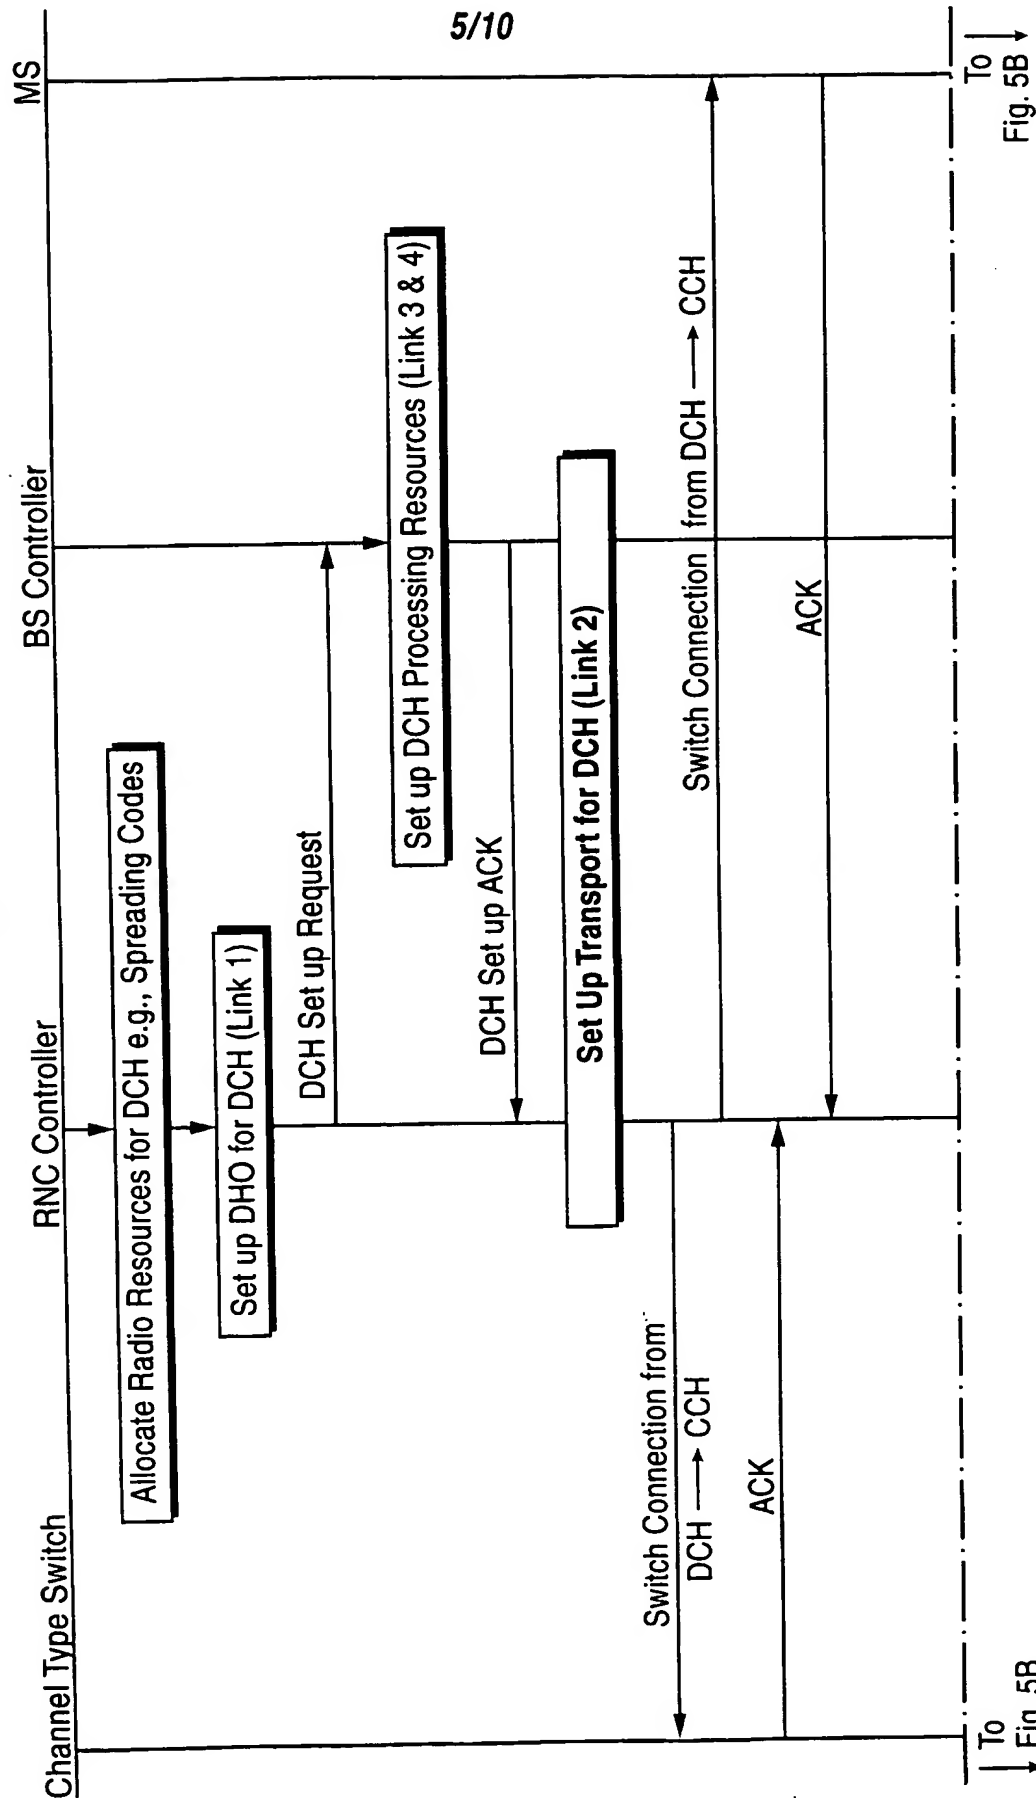 5/10
Channel Type Switch
RNC Controller
BS Controller
MS
Allocate Radio Resources for DCH e.g., Spreading Codes
Set up DHO for DCH (Link 1)
DCH Set up Request
Set up DCH Processing Resources (Link 3 & 4)
DCH Set up ACK
Set Up Transport for DCH (Link 2)
Switch Connection from
DCH → CCH
Switch Connection from DCH → CCH
ACK
ACK
To
Fig. 5B
To
Fig. 5B